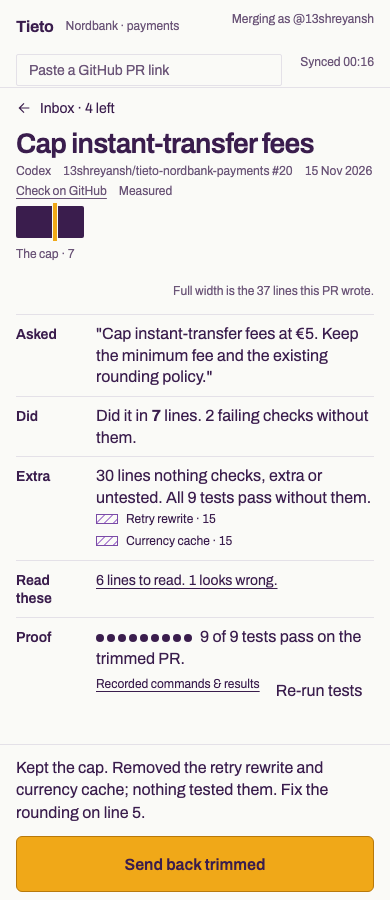 Tieto Nordbank · payments Merging as @13shreyansh
Paste a GitHub PR link Synced 00:16
← Inbox · 4 left
Cap instant-transfer fees
Codex 13shreyansh/tieto-nordbank-payments #20 15 Nov 2026
Check on GitHub Measured
The cap · 7
Full width is the 37 lines this PR wrote.
Asked "Cap instant-transfer fees at €5. Keep
the minimum fee and the existing
rounding policy."
Did Did it in 7 lines. 2 failing checks without
them.
Extra 30 lines nothing checks, extra or
untested. All 9 tests pass without them.
Retry rewrite · 15
Currency cache · 15
Read these 6 lines to read. 1 looks wrong.
Proof 9 of 9 tests pass on the
trimmed PR.
Recorded commands & results Re-run tests
Kept the cap. Removed the retry rewrite and
currency cache; nothing tested them. Fix the
rounding on line 5.
Send back trimmed